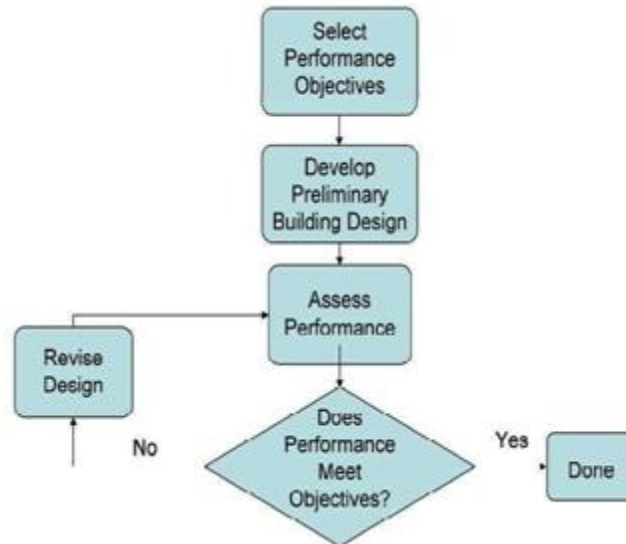 Select
Performance
Objectives
Develop
Preliminary
Building Design
Assess
Performance
Revise
Design
Does
Performance
Meet
Objectives?
No
Yes
Done